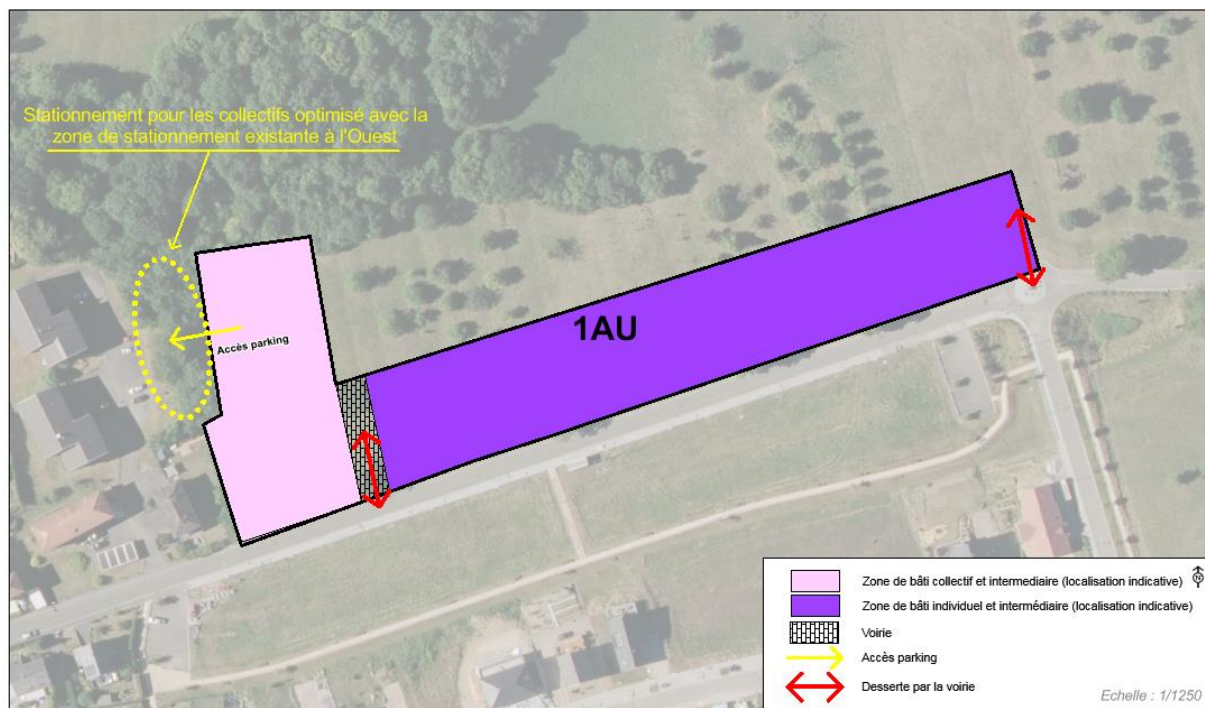 Stationnement pour les collectifs optimisé avec la
zone de stationnement existante à l'Ouest
Accès parking
1AU
Zone de bâti collectif et intermediaire (localisation indicative)
N
Zone de bâti individuel et intermédiaire (localisation indicative)
Voirie
Accès parking
Desserte par la voirie
Echelle : 1/1250